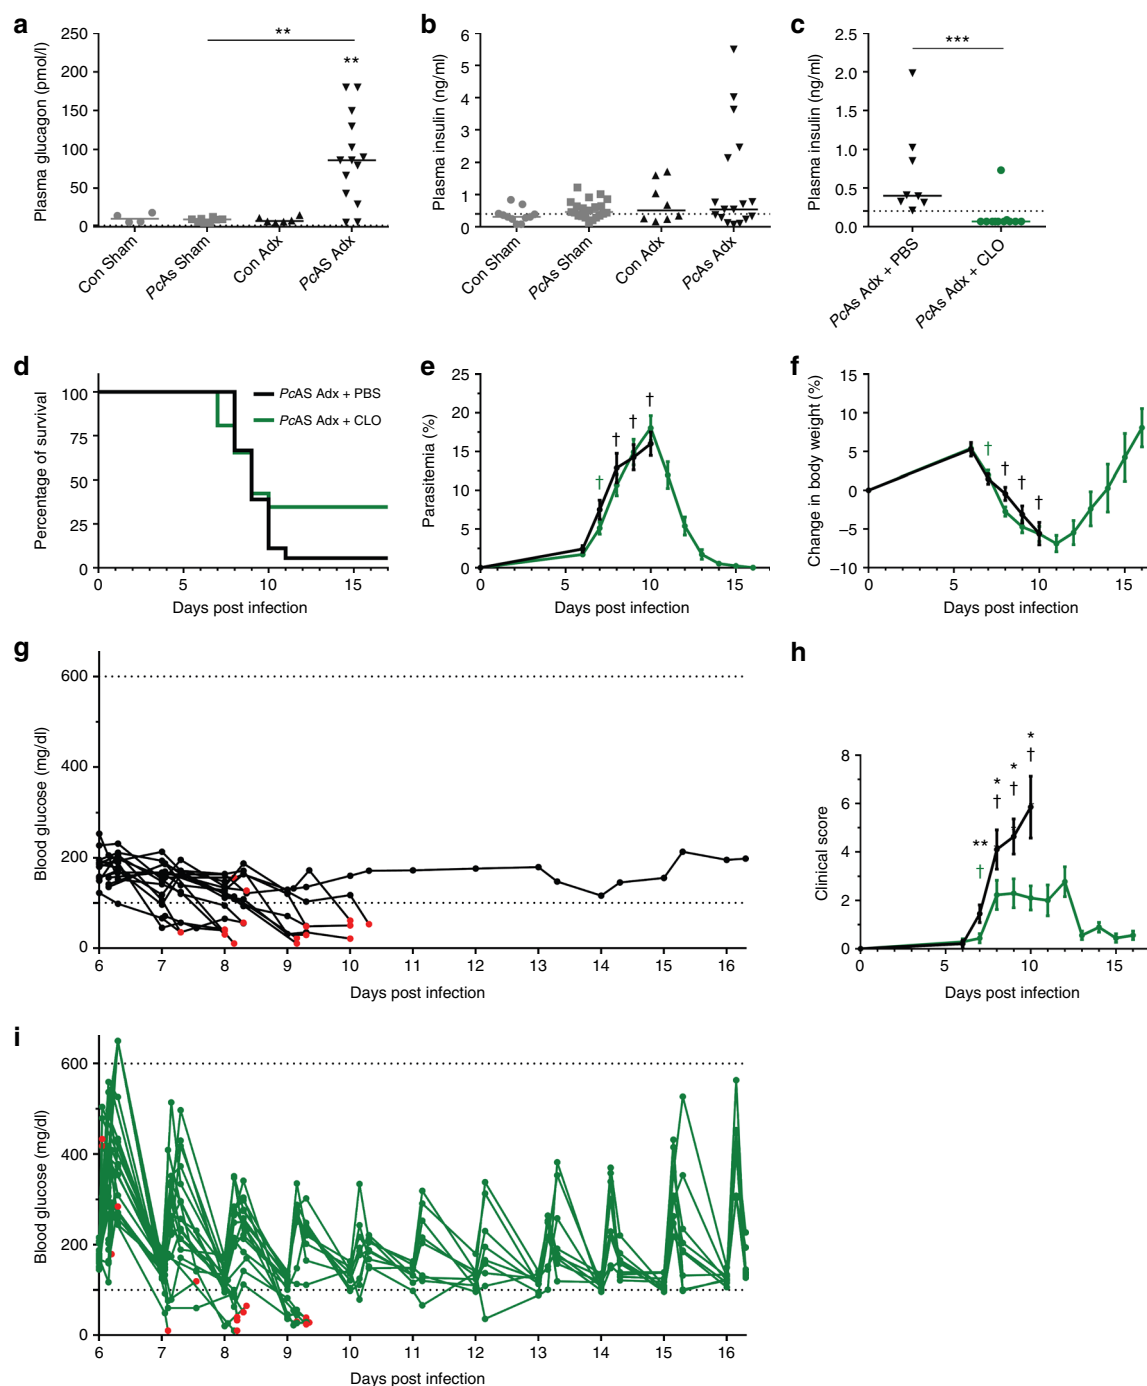 a
Plasma glucagon (pmol/l)
250
200
150
100
50
0
**
**
Con Sham
PcAs Sham
Con Adx
PcAS Adx
b
Plasma insulin (ng/ml)
6
5
4
3
2
1
0
Con Sham
PcAs Sham
Con Adx
PcAs Adx
c
Plasma insulin (ng/ml)
2.5
2.0
1.5
1.0
0.5
0.0
***
PcAs Adx + PBS
PcAs Adx + CLO
d
Percentage of survival
100
75
50
25
0
PcAS Adx + PBS
PcAS Adx + CLO
0 5 10 15
Days post infection
e
Parasitemia (%)
25
20
15
10
5
0
† † † † †
0 5 10 15
Days post infection
f
Change in body weight (%)
15
10
5
0
–5
–10
† † † †
0 5 10 15
Days post infection
g
Blood glucose (mg/dl)
600
400
200
0
6 7 8 9 10 11 12 13 14 15 16
Days post infection
h
Clinical score
8
6
4
2
0
** * * *
† † † †
0 5 10 15
Days post infection
i
Blood glucose (mg/dl)
600
400
200
0
6 7 8 9 10 11 12 13 14 15 16
Days post infection